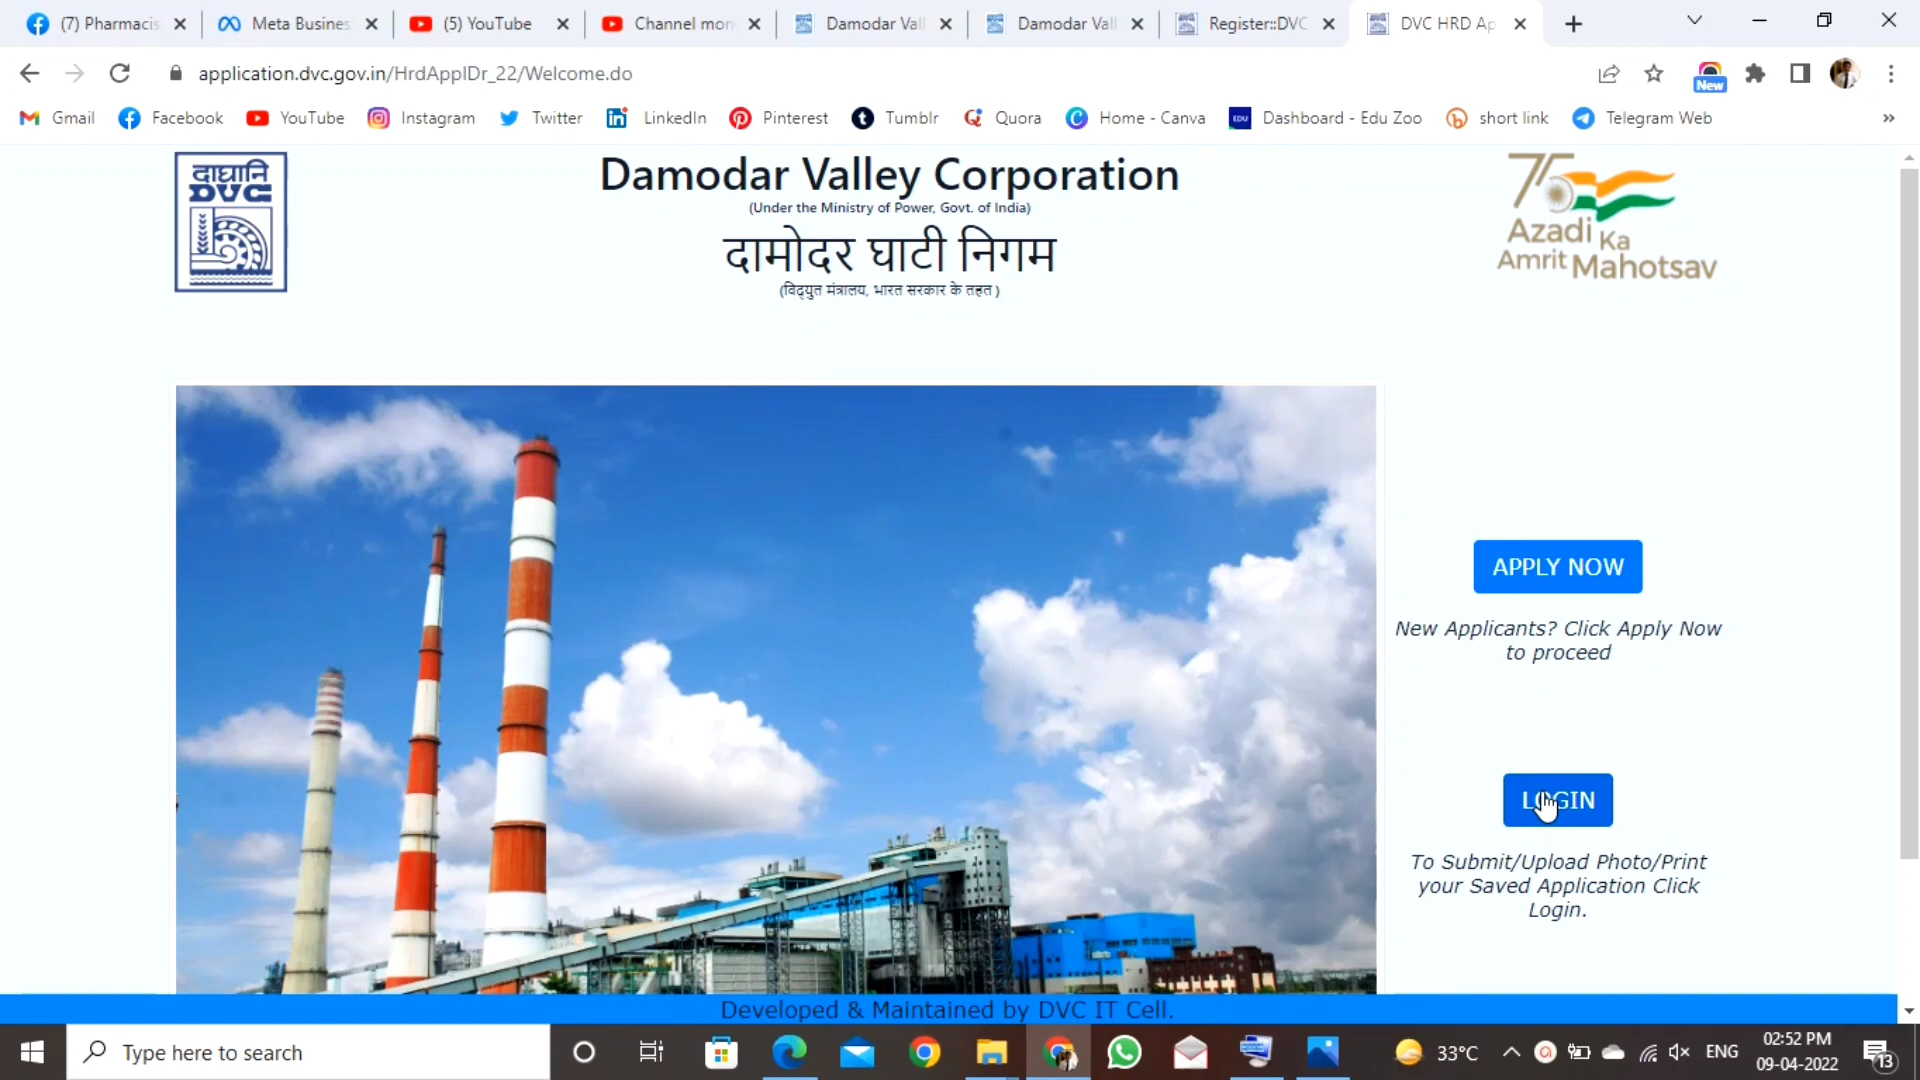 (7) Pharmacis
Meta Busines
(5) YouTube
Channel mon
Damodar Vall
Damodar Vall
Register::DVC
DVC HRD Ap
application.dvc.gov.in/HrdApplDr_22/Welcome.do
New
Gmail
Facebook
YouTube
Instagram
Twitter
LinkedIn
Pinterest
Tumblr
Quora
Home - Canva
EDU
Dashboard - Edu Zoo
short link
Telegram Web
»
दाघानि
DVC
Damodar Valley Corporation
(Under the Ministry of Power, Govt. of India)
दामोदर घाटी निगम
(विद्युत मंत्रालय, भारत सरकार के तहत )
75
Azadi Ka
Amrit Mahotsav
APPLY NOW
New Applicants? Click Apply Now
to proceed
LOGIN
To Submit/Upload Photo/Print
your Saved Application Click
Login.
Developed & Maintained by DVC IT Cell.
Type here to search
33°C
ENG
02:52 PM
09-04-2022
13